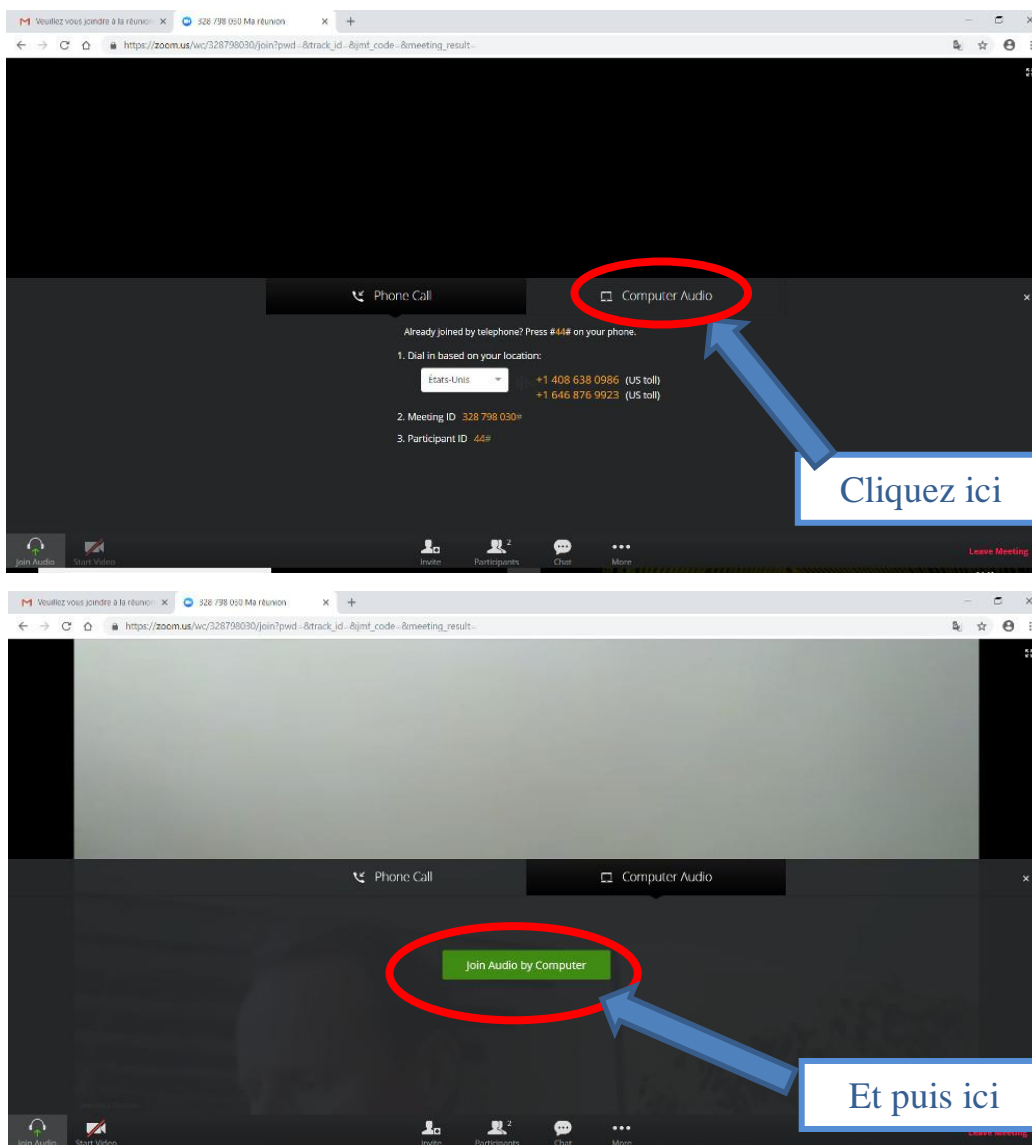 Veuillez vous joindre à la réunion
328 798 030 Ma réunion
https://zoom.us/wc/328798030/join?pwd=&track_id=&jmf_code=&meeting_result=
Phone Call
Computer Audio
Already joined by telephone? Press #44# on your phone.
1. Dial in based on your location:
États-Unis
+1 408 638 0986 (US toll)
+1 646 876 9923 (US toll)
2. Meeting ID 328 798 030#
3. Participant ID 44#
Cliquez ici
Join Audio
Start Video
Invite
Participants
2
Chat
More
Leave Meeting
Veuillez vous joindre à la réunion
328 798 030 Ma réunion
https://zoom.us/wc/328798030/join?pwd=&track_id=&jmf_code=&meeting_result=
Phone Call
Computer Audio
Join Audio by Computer
Et puis ici
Join Audio
Start Video
Invite
Participants
2
Chat
More
Leave Meeting